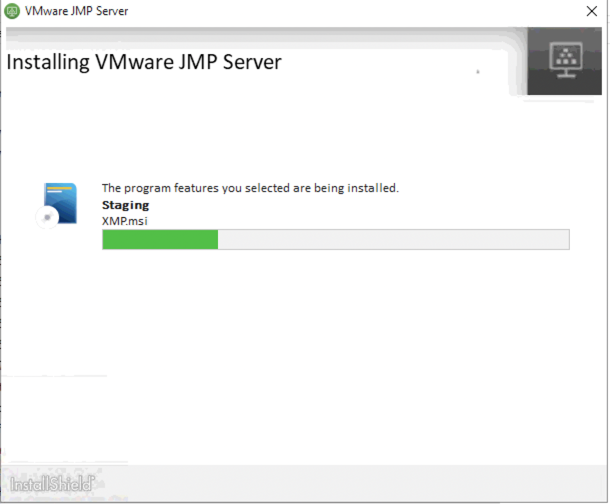 VMware JMP Server
Installing VMware JMP Server
The program features you selected are being installed.
Staging
XMP.msi
InstallShield